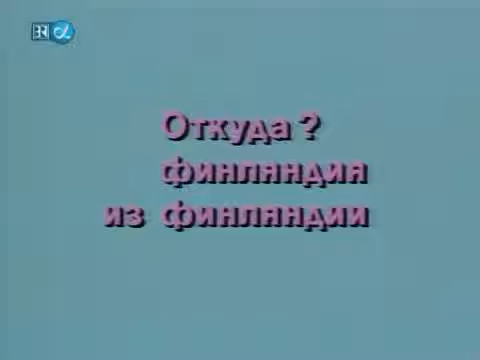 Откуда ?
финляндия
из финляндии